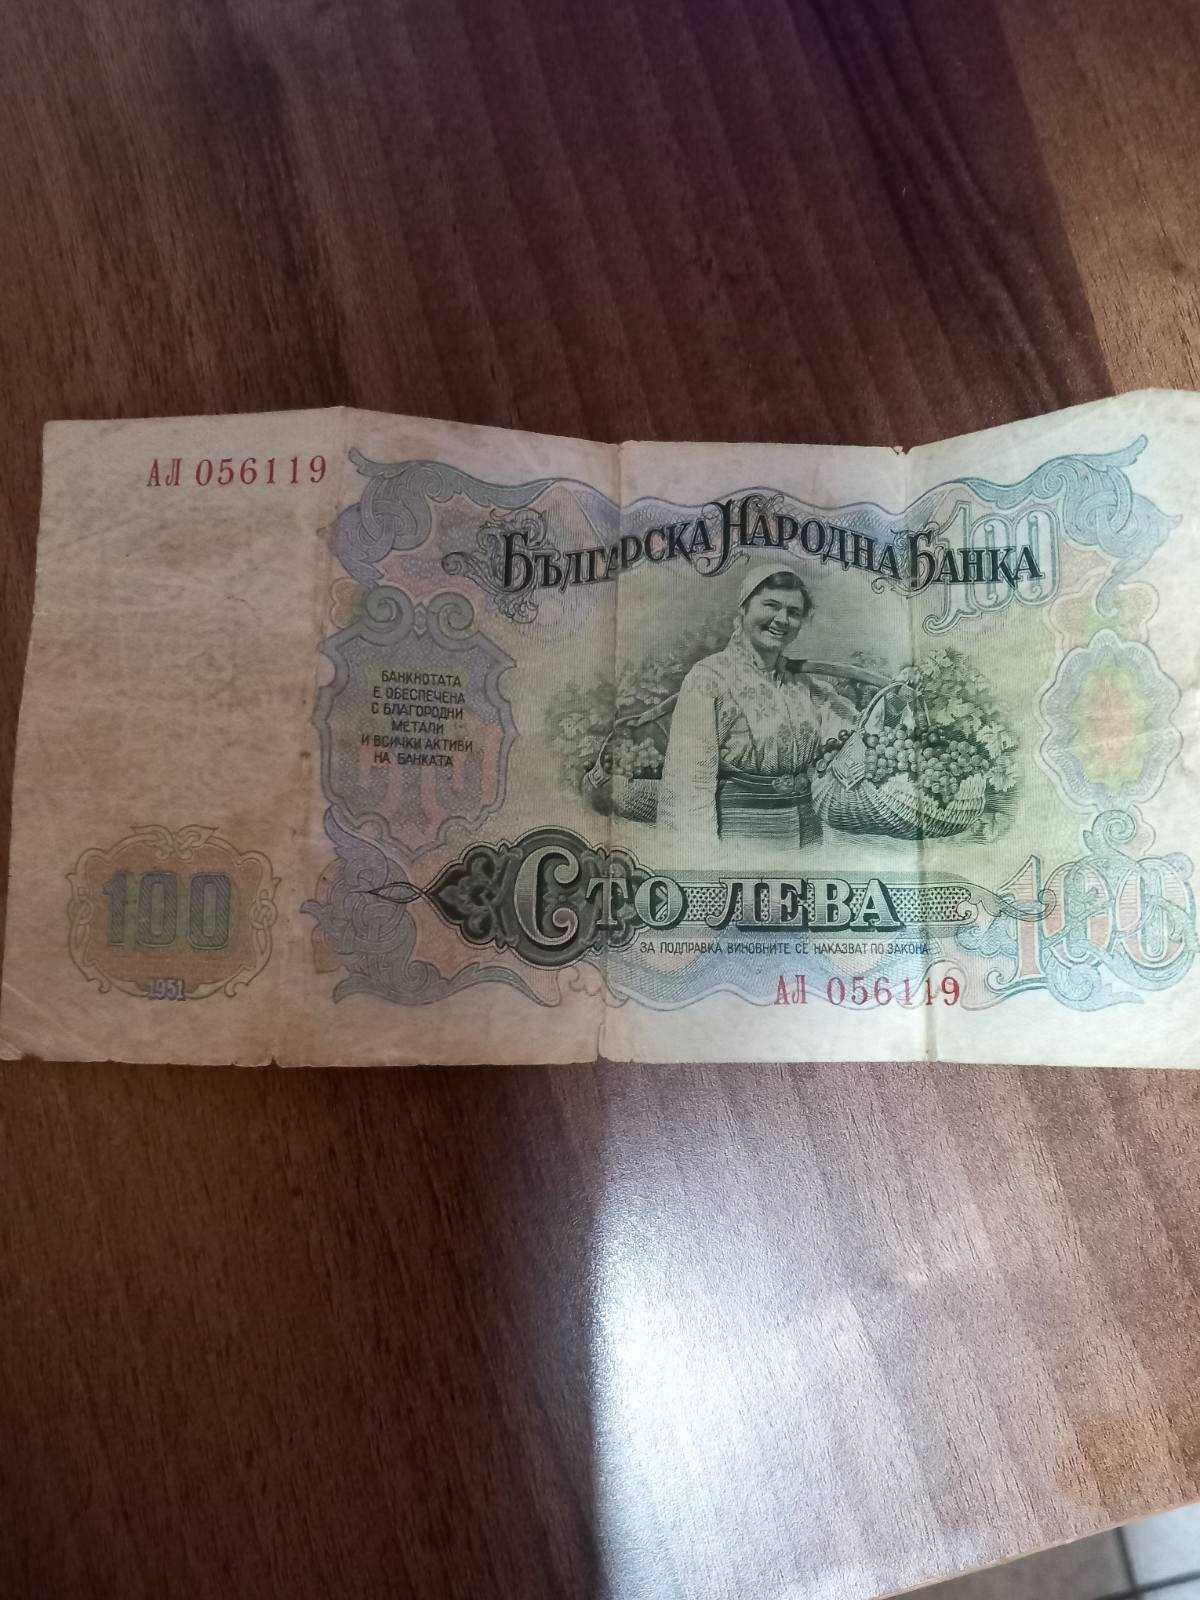 АЛ 056119
БЪЛГАРСКА НАРОДНА БАНКА
100
БАНКНОТАТА
Е ОБЕСПЕЧЕНА
С БЛАГОРОДНИ
МЕТАЛИ
И ВСИЧКИ АКТИВИ
НА БАНКАТА
100
1951
СТО ЛЕВА
100
ЗА ПОДПРАВКА ВИНОВНИТЕ СЕ НАКАЗВАТ ПО ЗАКОНА
АЛ 056119